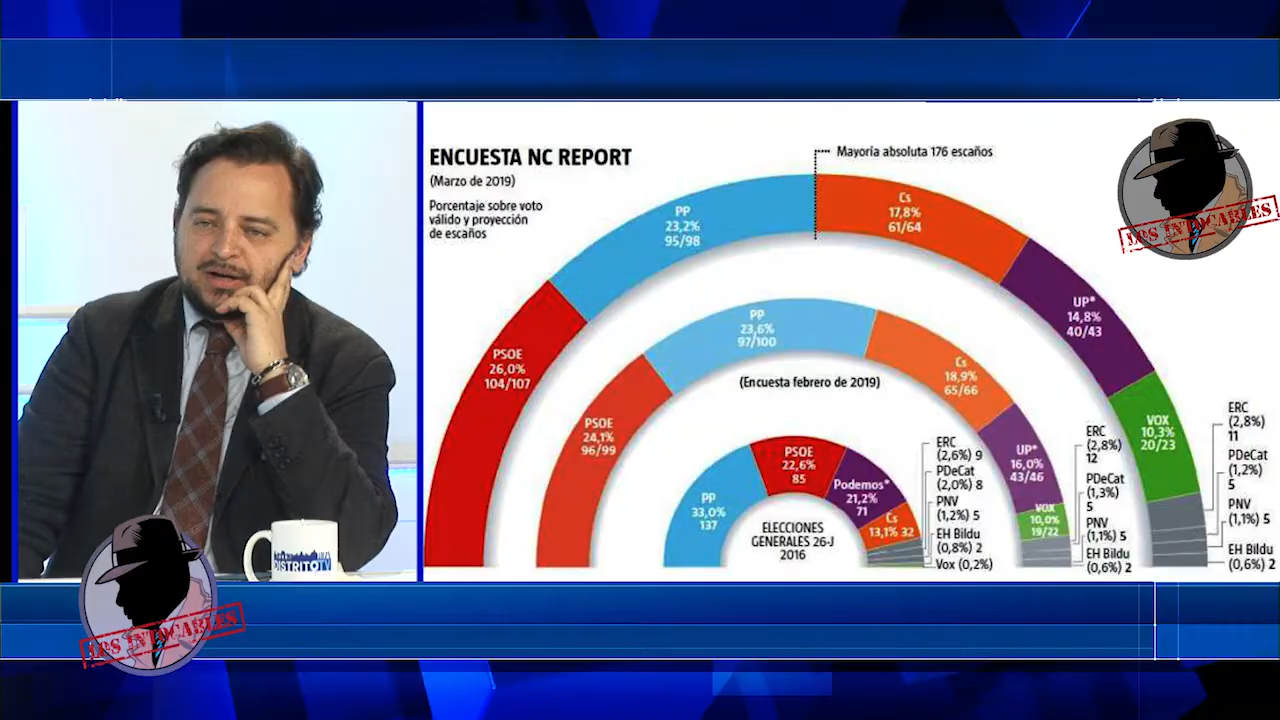 ENCUESTA NC REPORT
(Marzo de 2019)
Porcentaje sobre voto
válido y proyección
de escaños
Mayoría absoluta 176 escaños
PSOE
26,0%
104/107
PP
23,2%
95/98
Cs
17,8%
61/64
UP*
14,8%
40/43
VOX
10,3%
20/23
ERC
(2,8%)
11
PDeCat
(1,2%)
5
PNV
(1,1%) 5
EH Bildu
(0,6%) 2
(Encuesta febrero de 2019)
PSOE
24,1%
96/99
PP
23,6%
97/100
Cs
18,9%
65/66
UP*
16,0%
43/46
VOX
10,0%
19/22
ERC
(2,8%)
12
PDeCat
(1,3%)
5
PNV
(1,1%) 5
EH Bildu
(0,6%) 2
ELECCIONES
GENERALES 26-J
2016
PP
33,0%
137
PSOE
22,6%
85
Podemos*
21,2%
71
Cs
13,1% 32
ERC
(2,6%) 9
PDeCat
(2,0%) 8
PNV
(1,2%) 5
EH Bildu
(0,8%) 2
Vox (0,2%)
LOS INTOCABLES
DISTRITOTV
LOS INTOCABLES